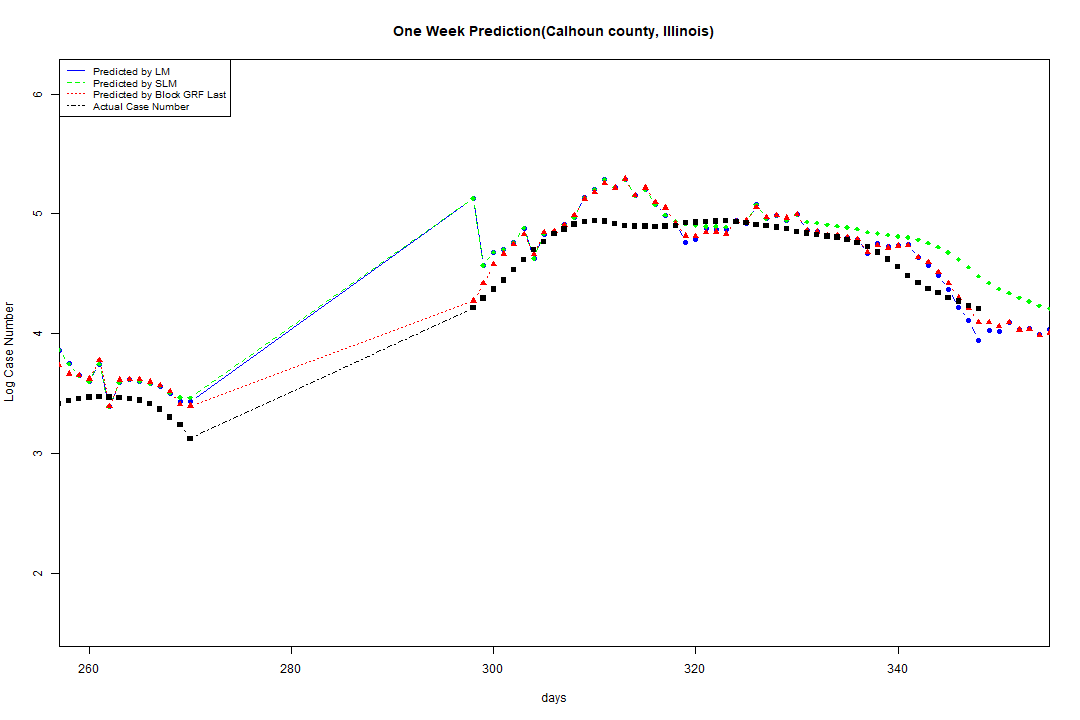 One Week Prediction(Calhoun county, Illinois)
Predicted by LM
Predicted by SLM
Predicted by Block GRF Last
Actual Case Number
6
5
4
3
2
Log Case Number
260 280 300 320 340
days